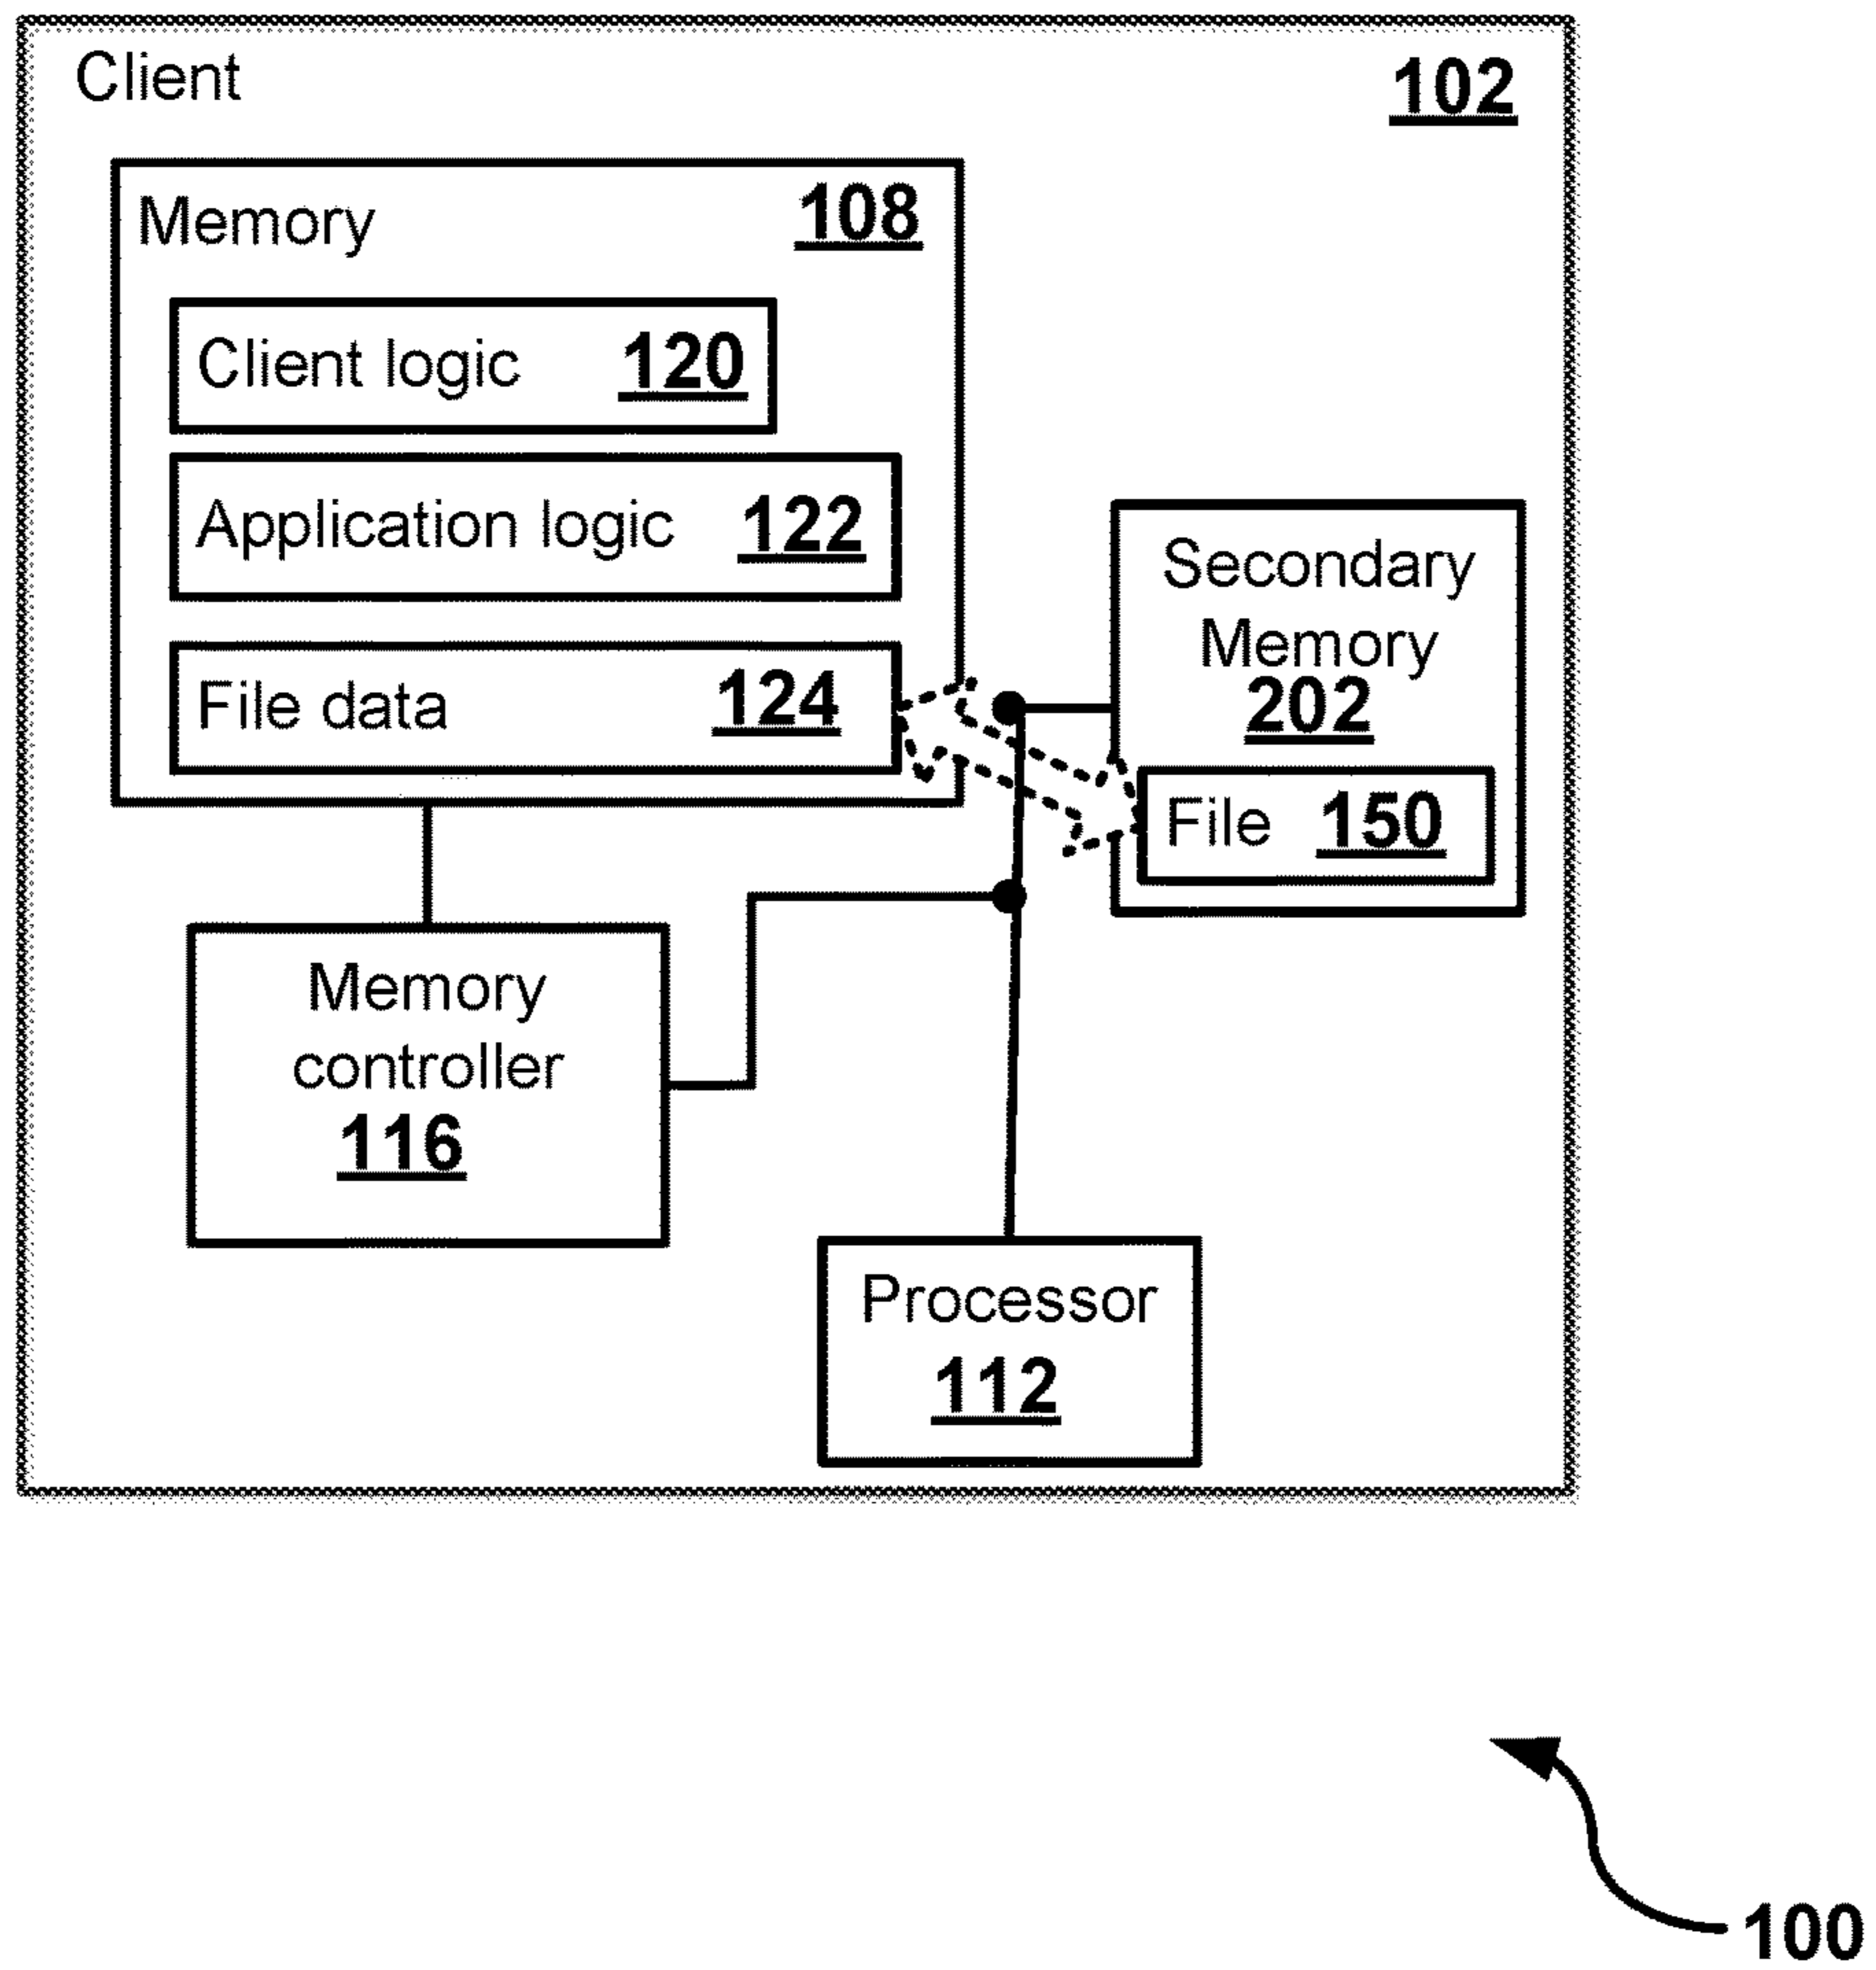 Client 102
Memory 108
Client logic 120
Application logic 122
File data 124
Secondary
Memory
202
File 150
Memory
controller
116
Processor
112
100